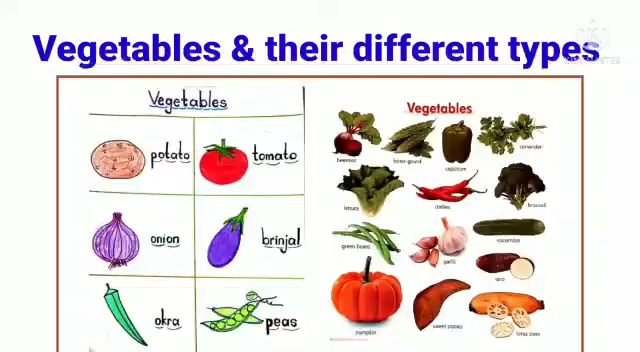 Vegetables & their different types
Vegetables
potato
tomato
onion
brinjal
okra
peas
Vegetables
beetroot
bitter gourd
capsicum
coriander
lettuce
chillies
broccoli
green beans
garlic
cucumber
taro
pumpkin
sweet potato
lotus stem